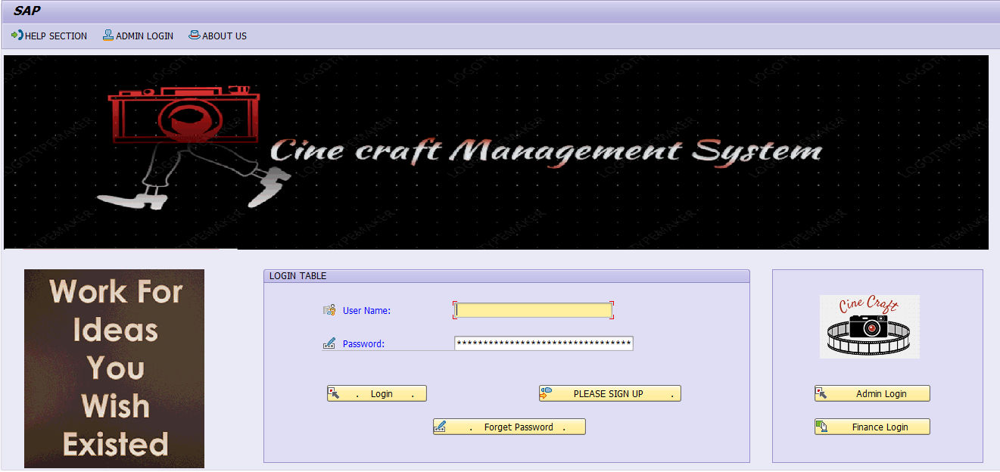 SAP
HELP SECTION ADMIN LOGIN ABOUT US
LOGOTYPEMAKER
Cine craft Management System
Work For
Ideas
You
Wish
Existed
LOGIN TABLE
User Name:
Password: *********************************
. Login .
PLEASE SIGN UP .
. Forget Password .
Cine Craft
Admin Login
Finance Login